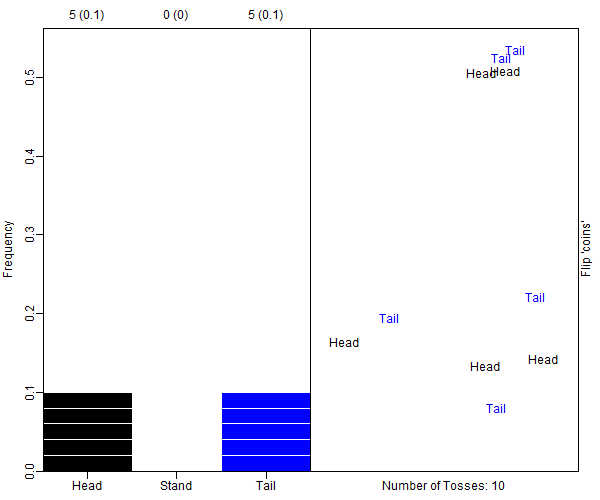 5 (0.1) 0 (0) 5 (0.1)
Frequency
0.5
0.4
0.3
0.2
0.1
0.0
Head Stand Tail
Tail
Tail
Head Head
Tail
Tail
Head
Head
Head
Tail
Flip 'coins'
Number of Tosses: 10